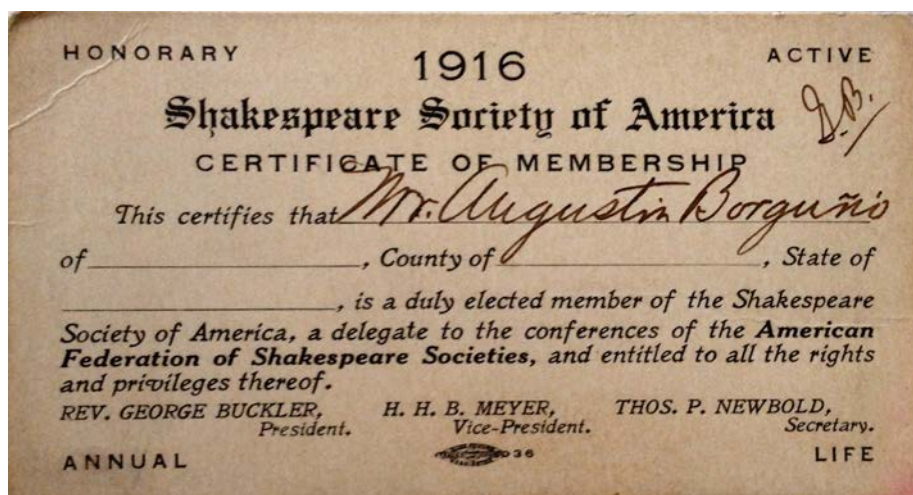 HONORARY 1916 ACTIVE
Shakespeare Society of America
CERTIFICATE OF MEMBERSHIP
This certifies that Mr. Augustin Borguñó
of , County of , State of
, is a duly elected member of the Shakespeare
Society of America, a delegate to the conferences of the American
Federation of Shakespeare Societies, and entitled to all the rights
and privileges thereof.
REV. GEORGE BUCKLER, H. H. B. MEYER, THOS. P. NEWBOLD,
President. Vice-President. Secretary.
ANNUAL 36 LIFE